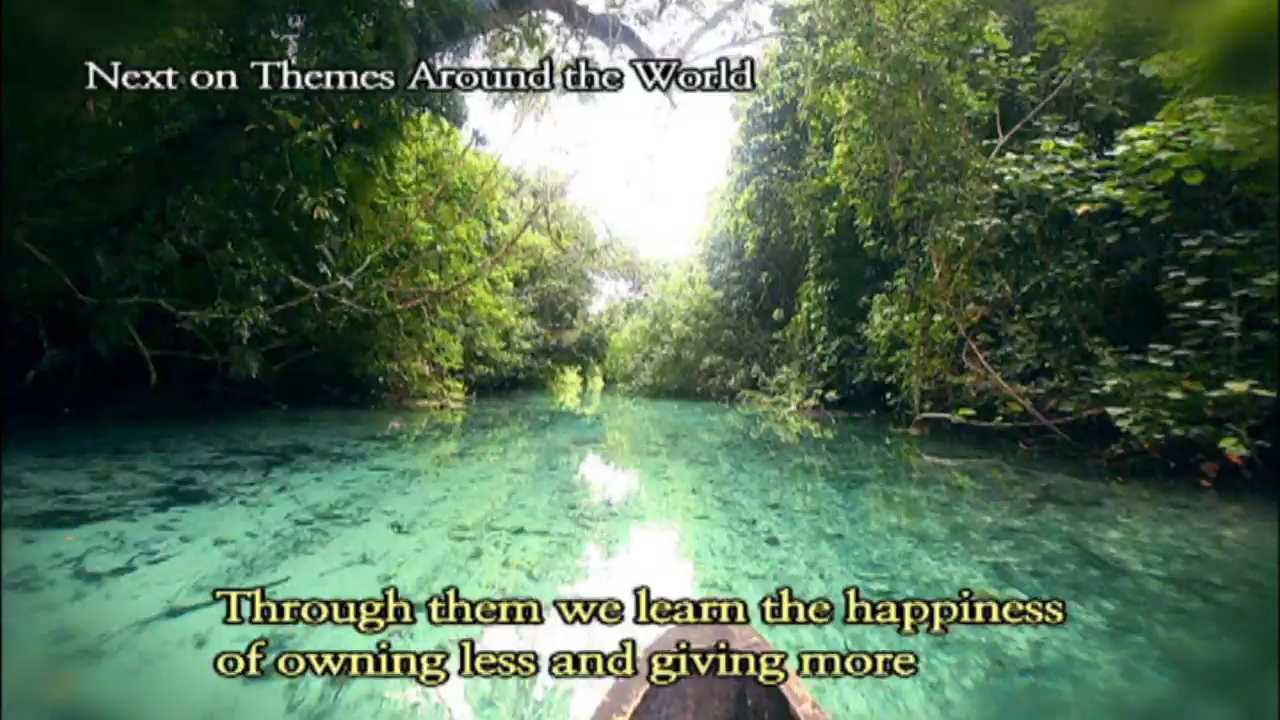 Next on Themes Around the World
Through them we learn the happiness
of owning less and giving more